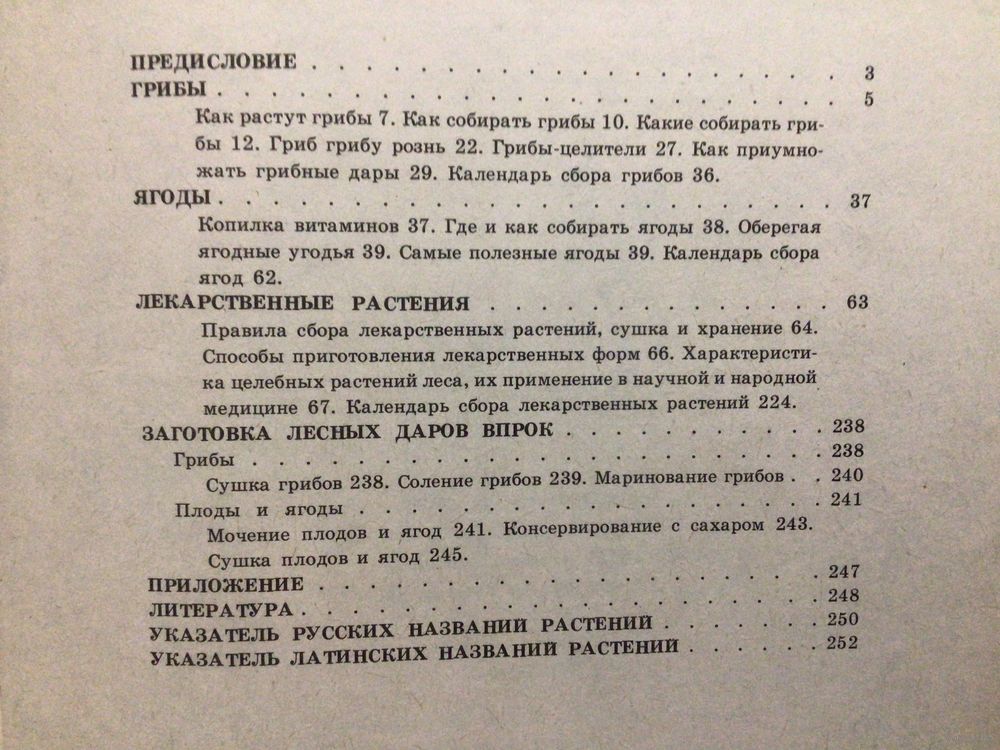 ПРЕДИСЛОВИЕ . . . . . . . . . . . . . . . . . . . 3
ГРИБЫ . . . . . . . . . . . . . . . . . . . . . . . 5
Как растут грибы 7. Как собирать грибы 10. Какие собирать гри-
бы 12. Гриб грибу рознь 22. Грибы-целители 27. Как приумно-
жать грибные дары 29. Календарь сбора грибов 36.
ЯГОДЫ . . . . . . . . . . . . . . . . . . . . . . . 37
Копилка витаминов 37. Где и как собирать ягоды 38. Оберегая
ягодные угодья 39. Самые полезные ягоды 39. Календарь сбора
ягод 62.
ЛЕКАРСТВЕННЫЕ РАСТЕНИЯ . . . . . . . . . . . . . 63
Правила сбора лекарственных растений, сушка и хранение 64.
Способы приготовления лекарственных форм 66. Характеристи-
ка целебных растений леса, их применение в научной и народной
медицине 67. Календарь сбора лекарственных растений 224.
ЗАГОТОВКА ЛЕСНЫХ ДАРОВ ВПРОК . . . . . . . . . . 238
Грибы . . . . . . . . . . . . . . . . . . . . . 238
Сушка грибов 238. Соление грибов 239. Маринование грибов . . 240
Плоды и ягоды . . . . . . . . . . . . . . . . . 241
Мочение плодов и ягод 241. Консервирование с сахаром 243.
Сушка плодов и ягод 245.
ПРИЛОЖЕНИЕ . . . . . . . . . . . . . . . . . . . 247
ЛИТЕРАТУРА . . . . . . . . . . . . . . . . . . . 248
УКАЗАТЕЛЬ РУССКИХ НАЗВАНИЙ РАСТЕНИЙ . . . . . . 250
УКАЗАТЕЛЬ ЛАТИНСКИХ НАЗВАНИЙ РАСТЕНИЙ . . . . . . 252